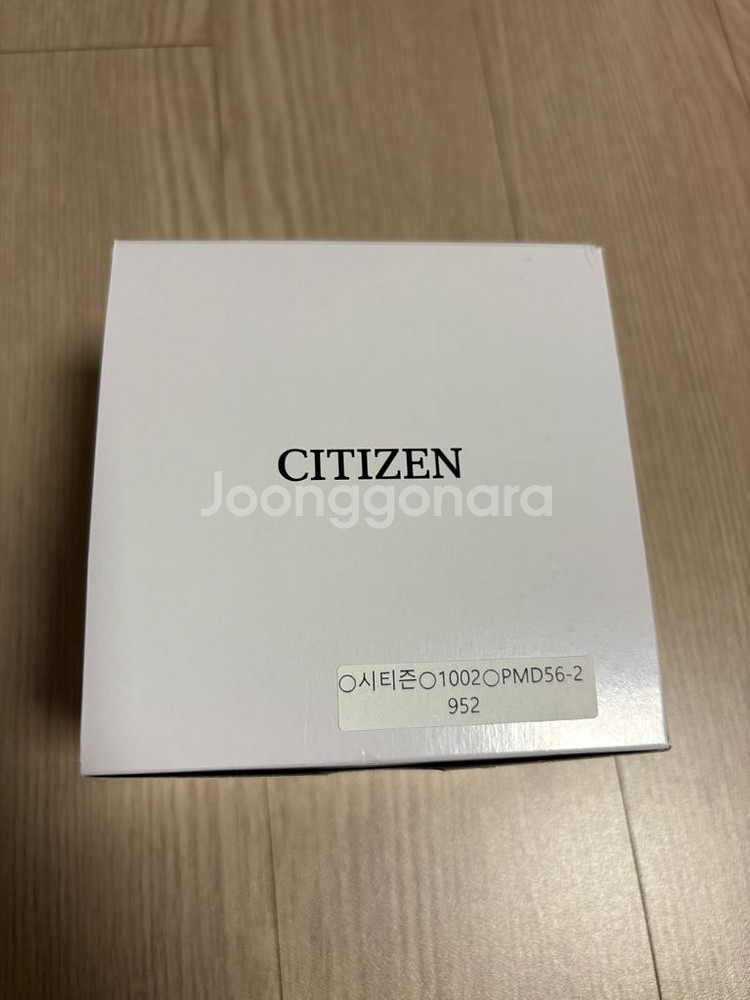 CITIZEN
Joonggonara
○시티즌○1002○PMD56-2
952